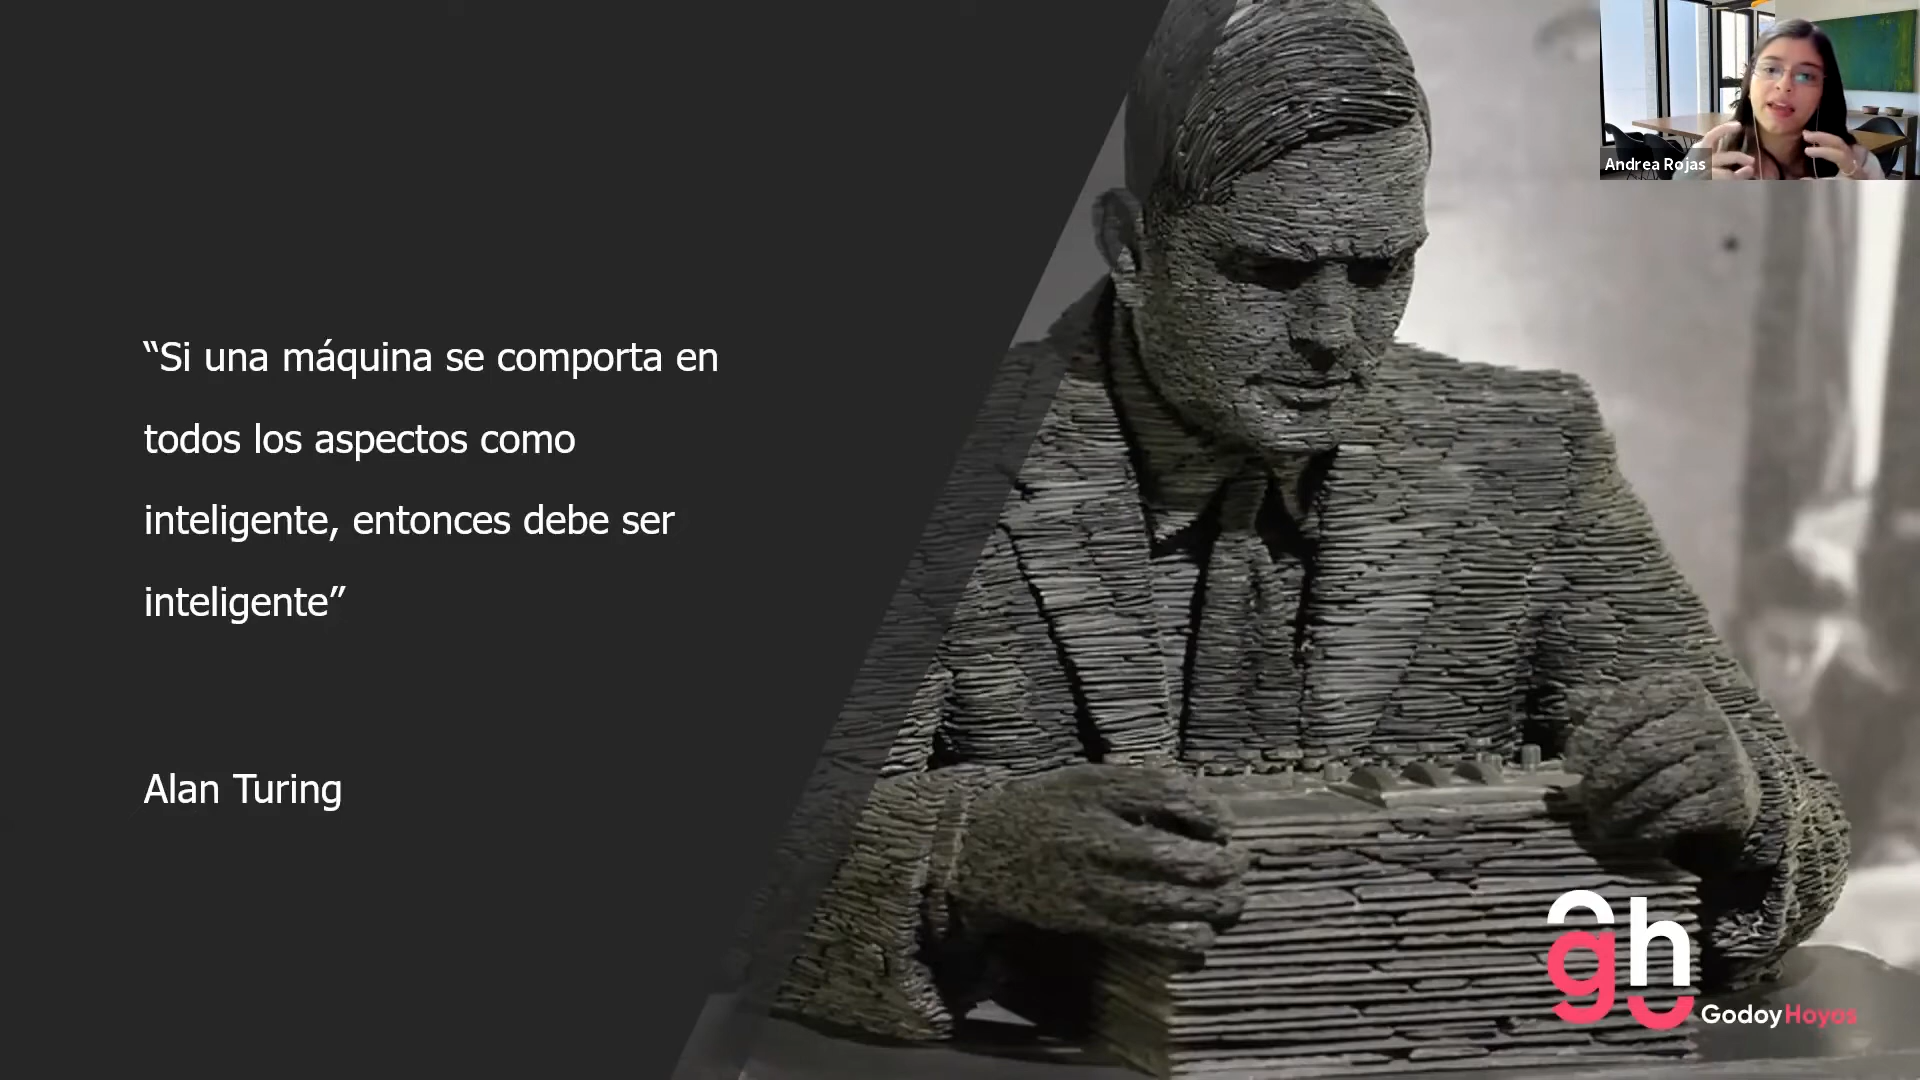 Andrea Rojas
“Si una máquina se comporta en
todos los aspectos como
inteligente, entonces debe ser
inteligente”
Alan Turing
gh
GodoyHoyos